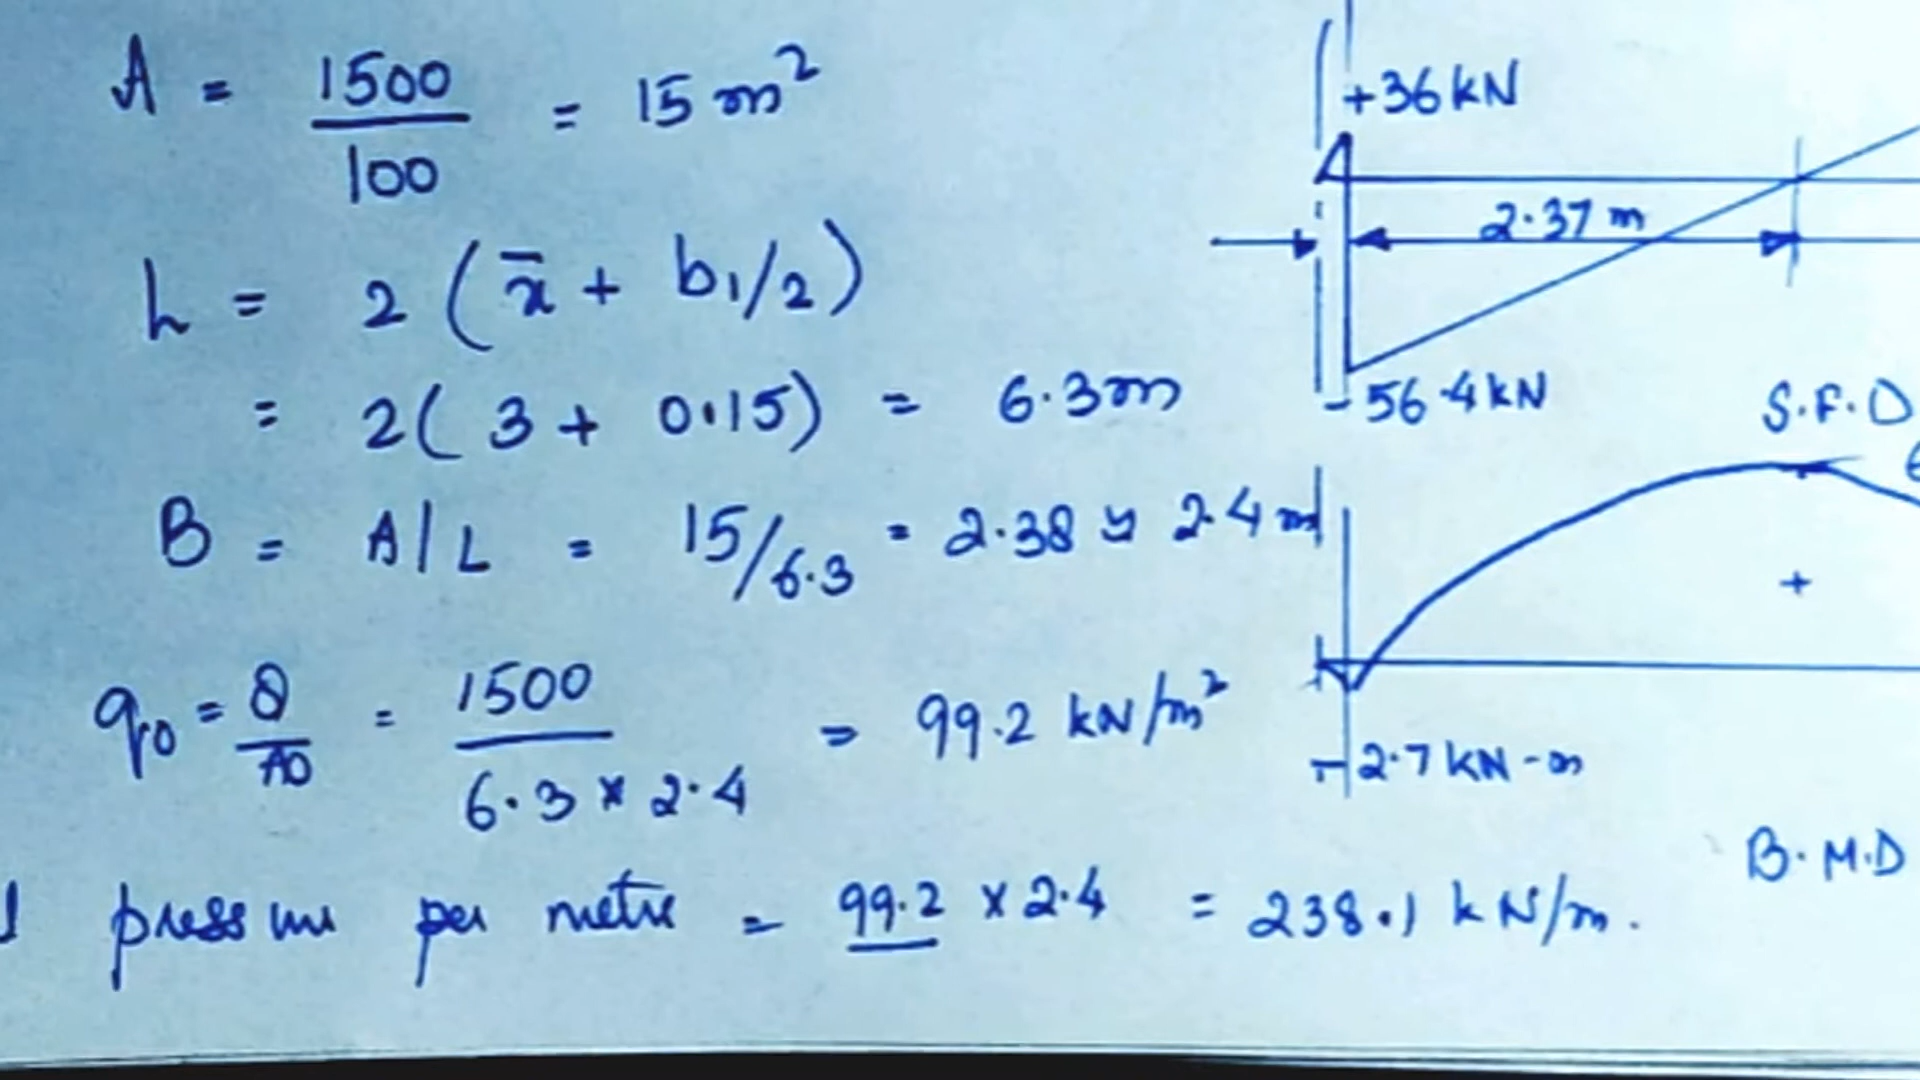 A = 1500/100 = 15 m²
L = 2 (x̄ + b₁/2)
= 2( 3 + 0.15) = 6.3m
B = A/L = 15/6.3 = 2.38 ≃ 2.4 m
q₀ = Q/A₀ = 1500/(6.3 × 2.4) = 99.2 kN/m²
pressure per metre = 99.2 × 2.4 = 238.1 kN/m.
+36 kN
2.37 m
-56.4 kN
S.F.D
+
-2.7 kN-m
B.M.D